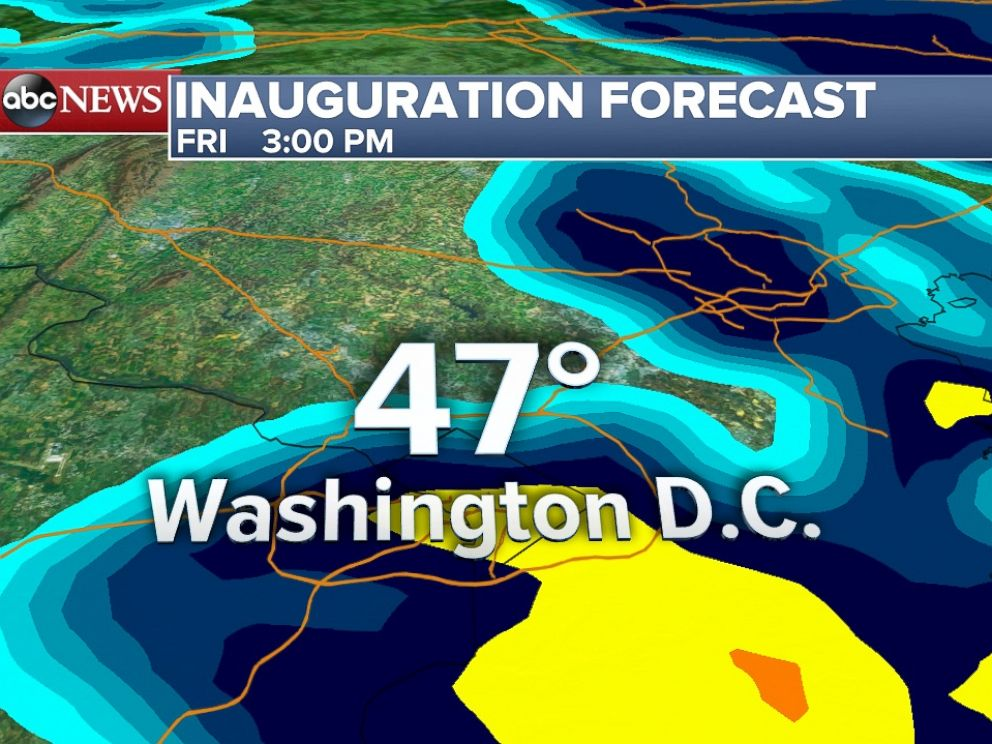 abc NEWS
INAUGURATION FORECAST
FRI 3:00 PM
47°
Washington D.C.